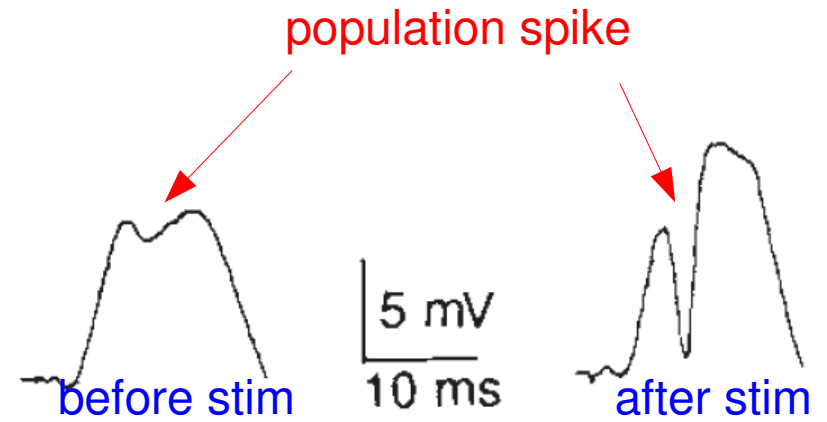 population spike
5 mV
10 ms
before stim
after stim